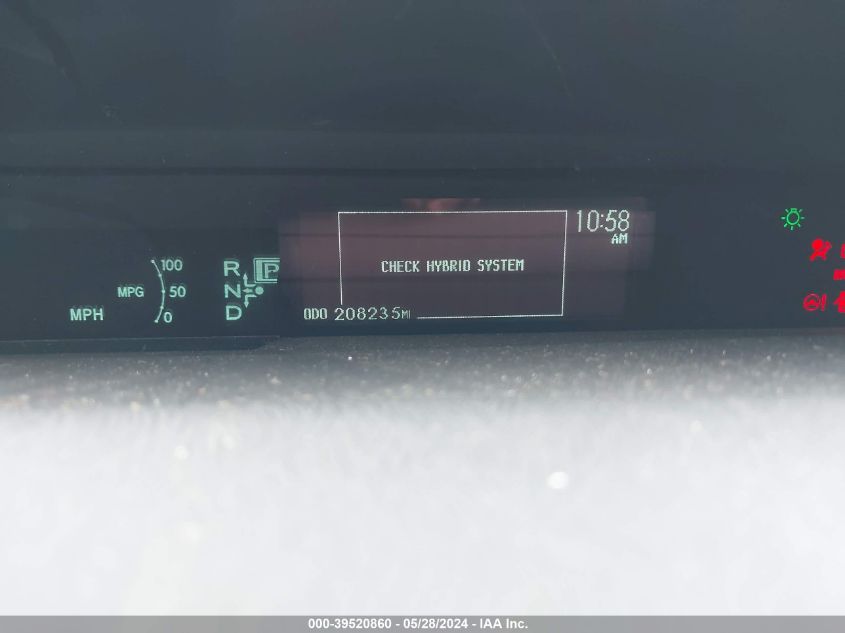 10:58
AM
CHECK HYBRID SYSTEM
100
MPG 50
0
MPH
R P
N
D
ODO 208235MI
000-39520860 - 05/28/2024 - IAA Inc.